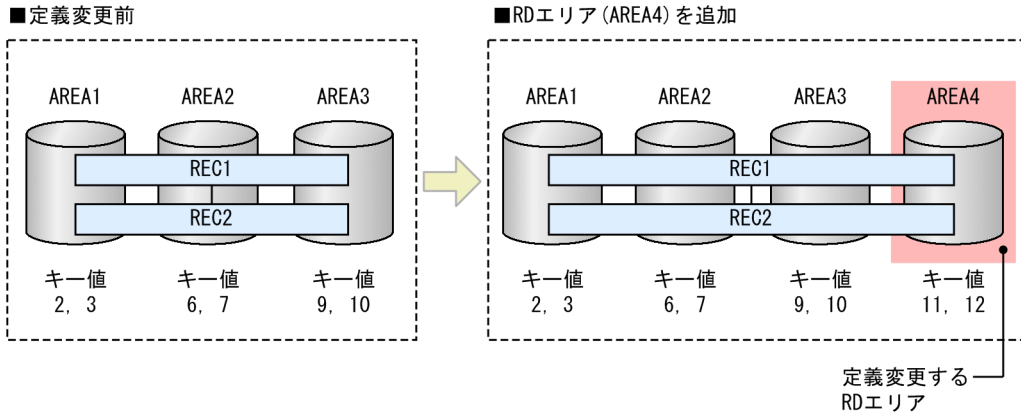 ■定義変更前
AREA1 AREA2 AREA3
REC1
REC2
キー値 キー値 キー値
2, 3 6, 7 9, 10
■RDエリア(AREA4)を追加
AREA1 AREA2 AREA3 AREA4
REC1
REC2
キー値 キー値 キー値 キー値
2, 3 6, 7 9, 10 11, 12
定義変更する
RDエリア